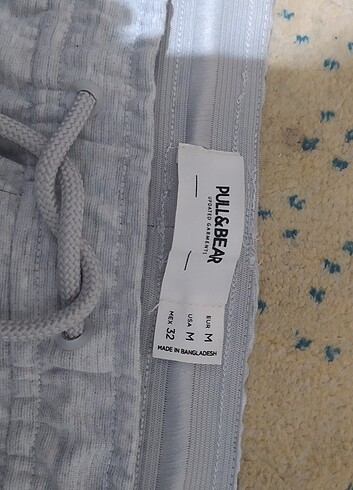 PULL&BEAR
UPDATED GARMENTS
EUR M
USA M
MEX 32
MADE IN BANGLADESH